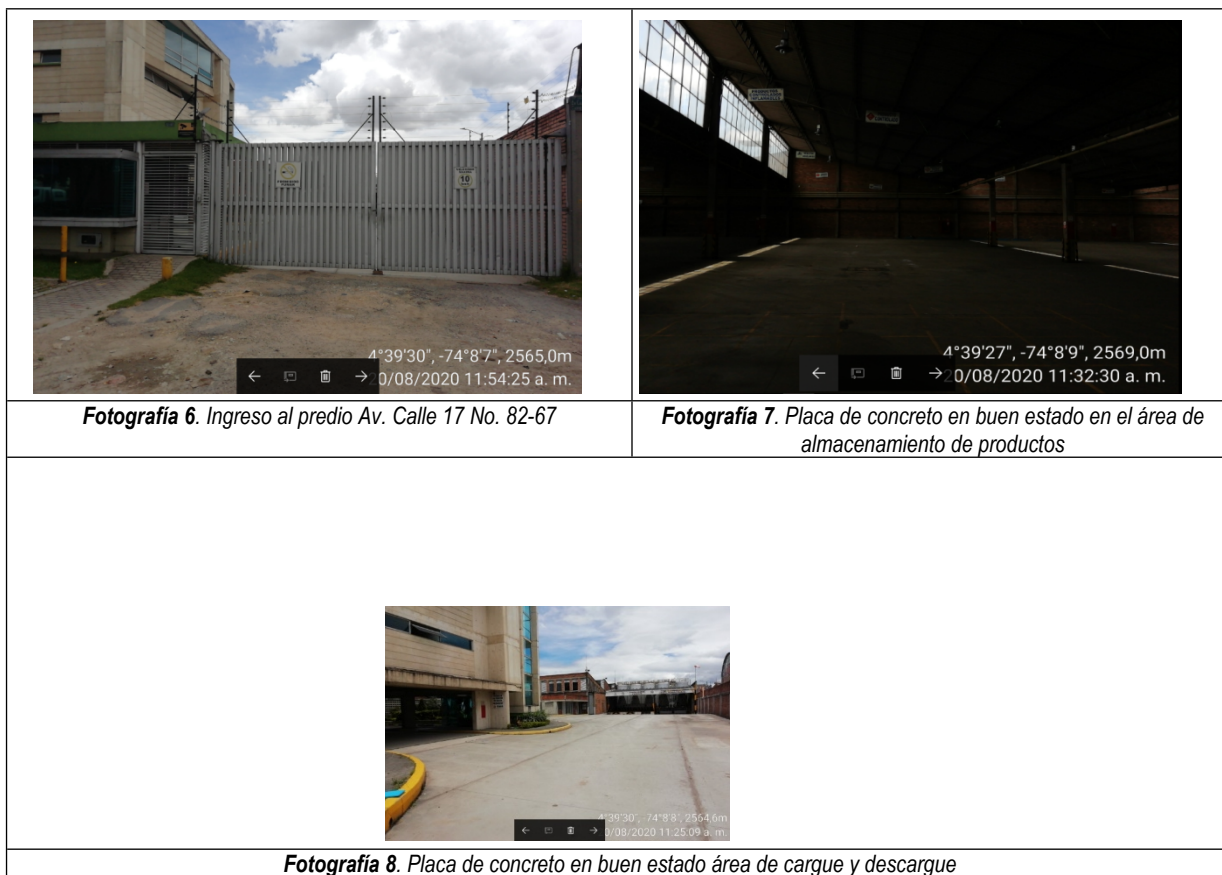 4°39'30", -74°8'7", 2565,0m
0/08/2020 11:54:25 a. m.
10
4°39'27", -74°8'9", 2569,0m
0/08/2020 11:32:30 a. m.
Fotografía 6. Ingreso al predio Av. Calle 17 No. 82-67
Fotografía 7. Placa de concreto en buen estado en el área de
almacenamiento de productos
4°39'30", -74°8'8", 2564,6m
0/08/2020 11:25:09 a. m.
Fotografía 8. Placa de concreto en buen estado área de cargue y descargue